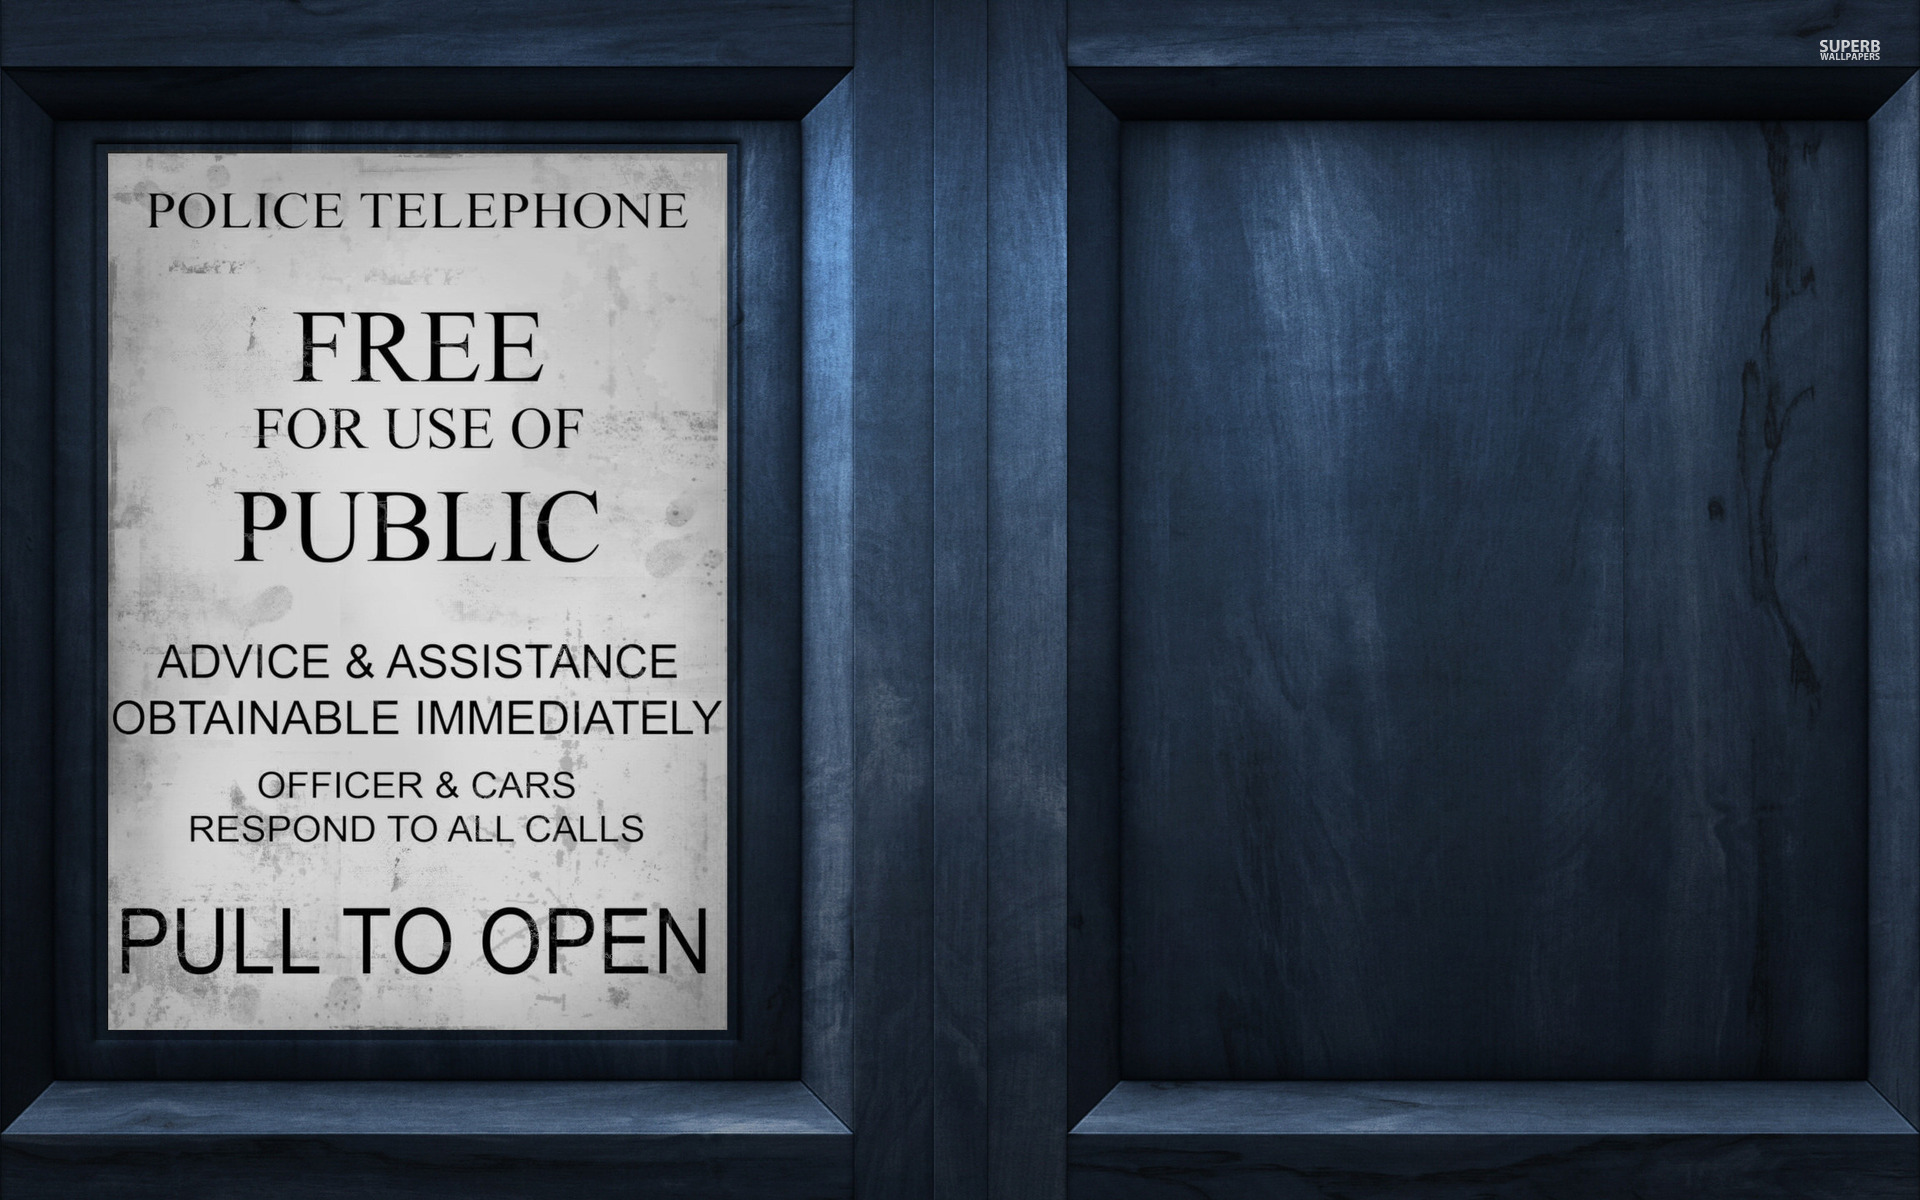 SUPERB
WALLPAPERS
POLICE TELEPHONE
FREE
FOR USE OF
PUBLIC
ADVICE & ASSISTANCE
OBTAINABLE IMMEDIATELY
OFFICER & CARS
RESPOND TO ALL CALLS
PULL TO OPEN